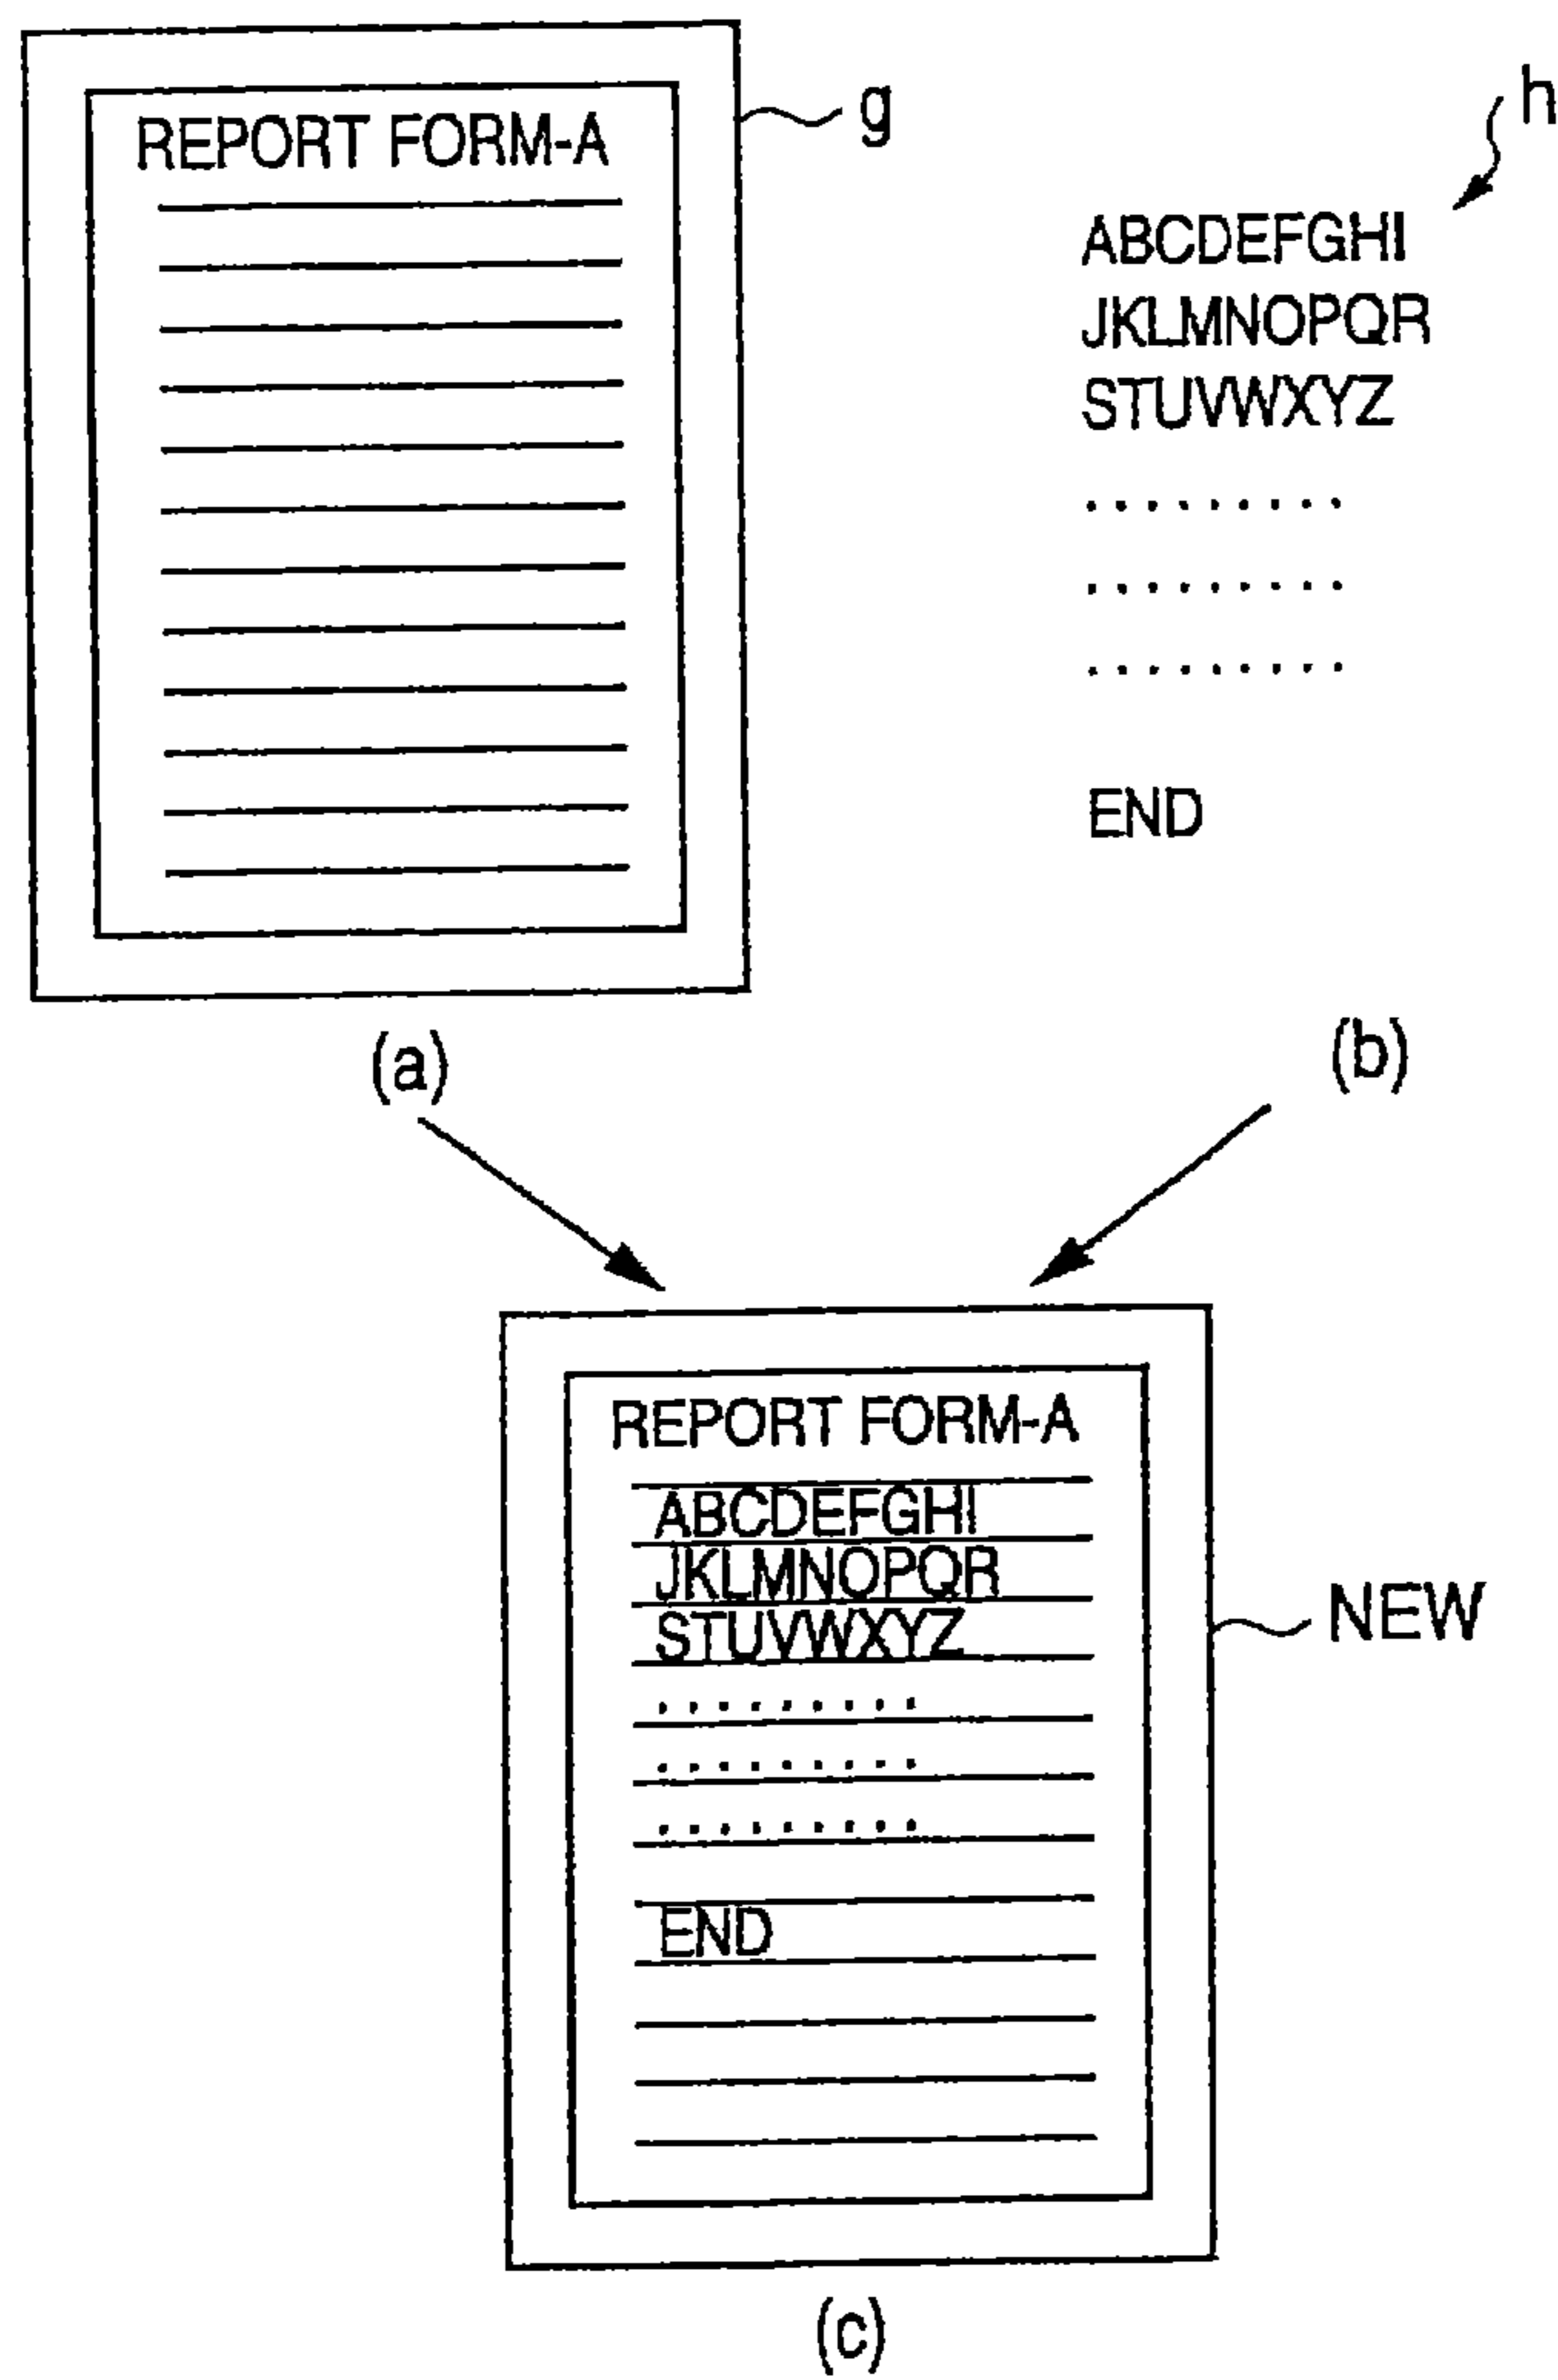 REPORT FORM-A
g
h
ABCDEFGHI
JKLMNOPQR
STUVWXYZ
. . . . . . . . .
. . . . . . . . .
. . . . . . . . .
END
(a)
(b)
REPORT FORM-A
ABCDEFGHI
JKLMNOPQR
STUVWXYZ
. . . . . . . . .
. . . . . . . . .
. . . . . . . . .
END
NEW
(c)